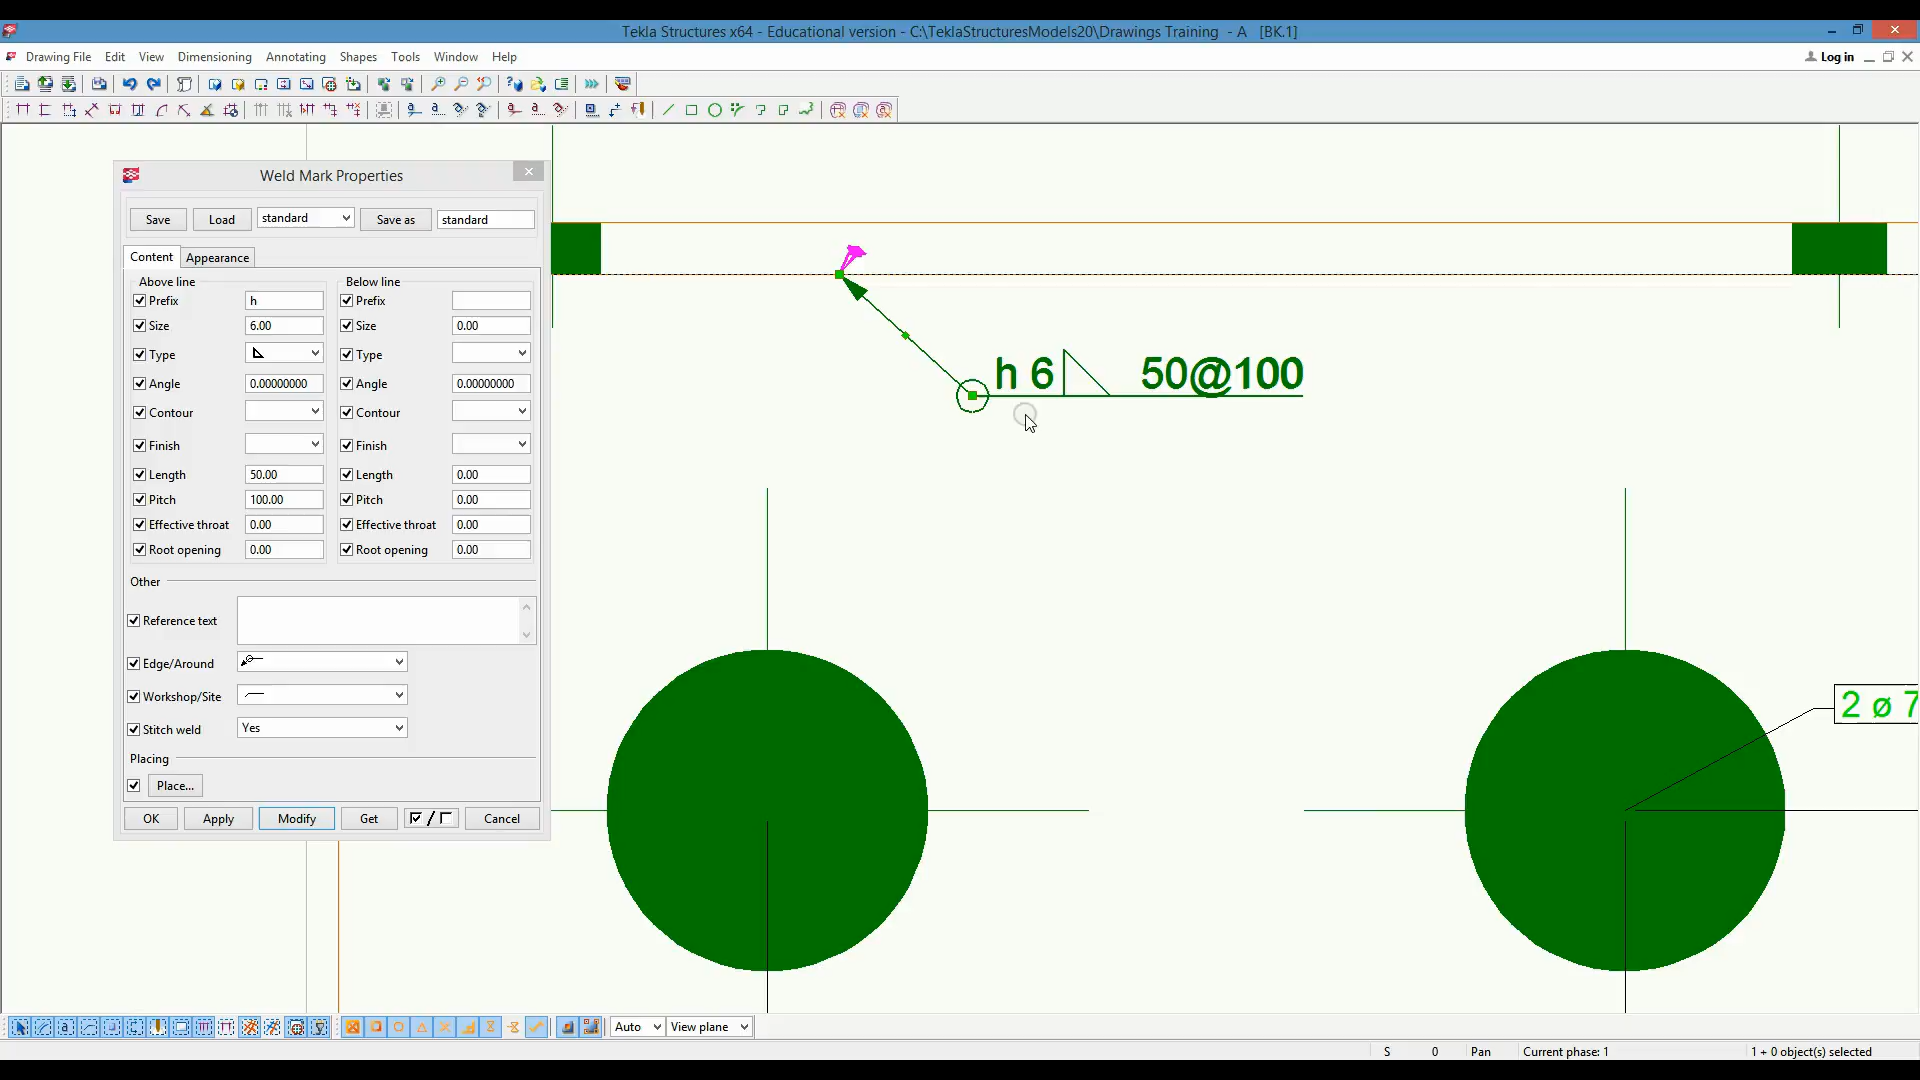 Tekla Structures x64 - Educational version - C:\TeklaStructuresModels20\Drawings Training - A [BK.1]
Drawing File Edit View Dimensioning Annotating Shapes Tools Window Help
Log in
Weld Mark Properties
Save Load standard Save as standard
Content Appearance
Above line Below line
Prefix h Prefix
Size 6.00 Size 0.00
Type Type
Angle 0.00000000 Angle 0.00000000
Contour Contour
Finish Finish
Length 50.00 Length 0.00
Pitch 100.00 Pitch 0.00
Effective throat 0.00 Effective throat 0.00
Root opening 0.00 Root opening 0.00
Other
Reference text
Edge/Around
Workshop/Site
Stitch weld Yes
Placing
Place...
OK Apply Modify Get / Cancel
h 6 50@100
2 ø 7
Auto View plane
S 0 Pan Current phase: 1 1 + 0 object(s) selected